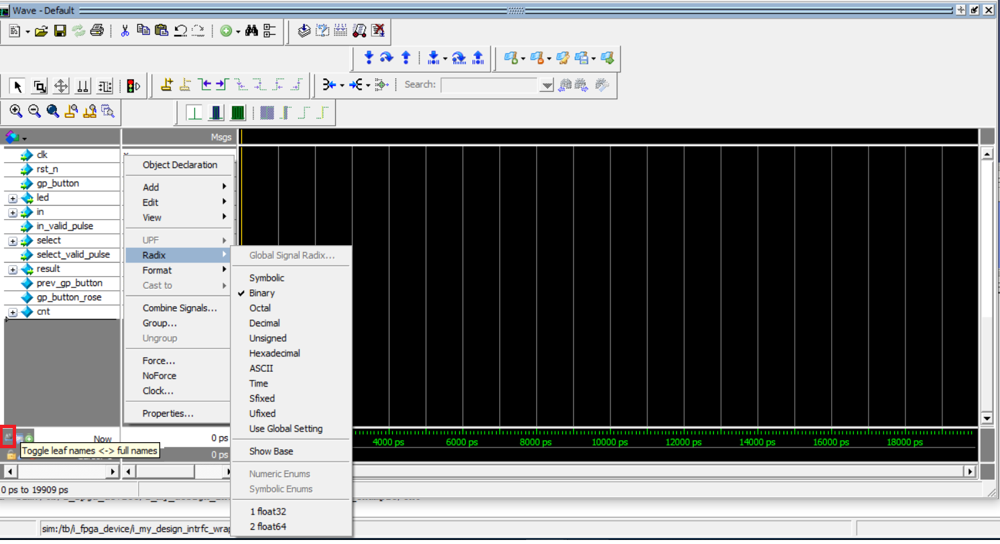 Wave - Default
Search:
Msgs
clk
rst_n
gp_button
led
in
in_valid_pulse
select
select_valid_pulse
result
prev_gp_button
gp_button_rose
cnt
Object Declaration
Add
Edit
View
UPF
Radix
Format
Cast to
Combine Signals...
Group...
Ungroup
Force...
NoForce
Clock...
Properties...
Global Signal Radix...
Symbolic
Binary
Octal
Decimal
Unsigned
Hexadecimal
ASCII
Time
Sfixed
Ufixed
Use Global Setting
Show Base
Numeric Enums
Symbolic Enums
1 float32
2 float64
Now 0 ps
Toggle leaf names <-> full names
0 ps
4000 ps 6000 ps 8000 ps 10000 ps 12000 ps 14000 ps 16000 ps 18000 ps
0 ps to 19909 ps
sim:/tb/i_fpga_device/i_my_design_intrfc_wrap